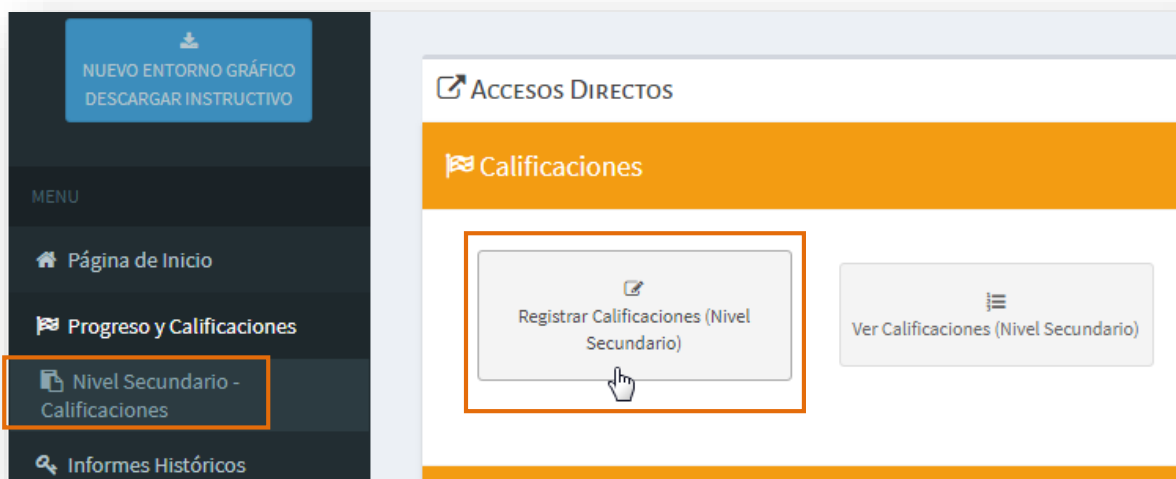 NUEVO ENTORNO GRÁFICO
DESCARGAR INSTRUCTIVO
MENU
Página de Inicio
Progreso y Calificaciones
Nivel Secundario -
Calificaciones
Informes Históricos
Accesos Directos
Calificaciones
Registrar Calificaciones (Nivel
Secundario)
Ver Calificaciones (Nivel Secundario)